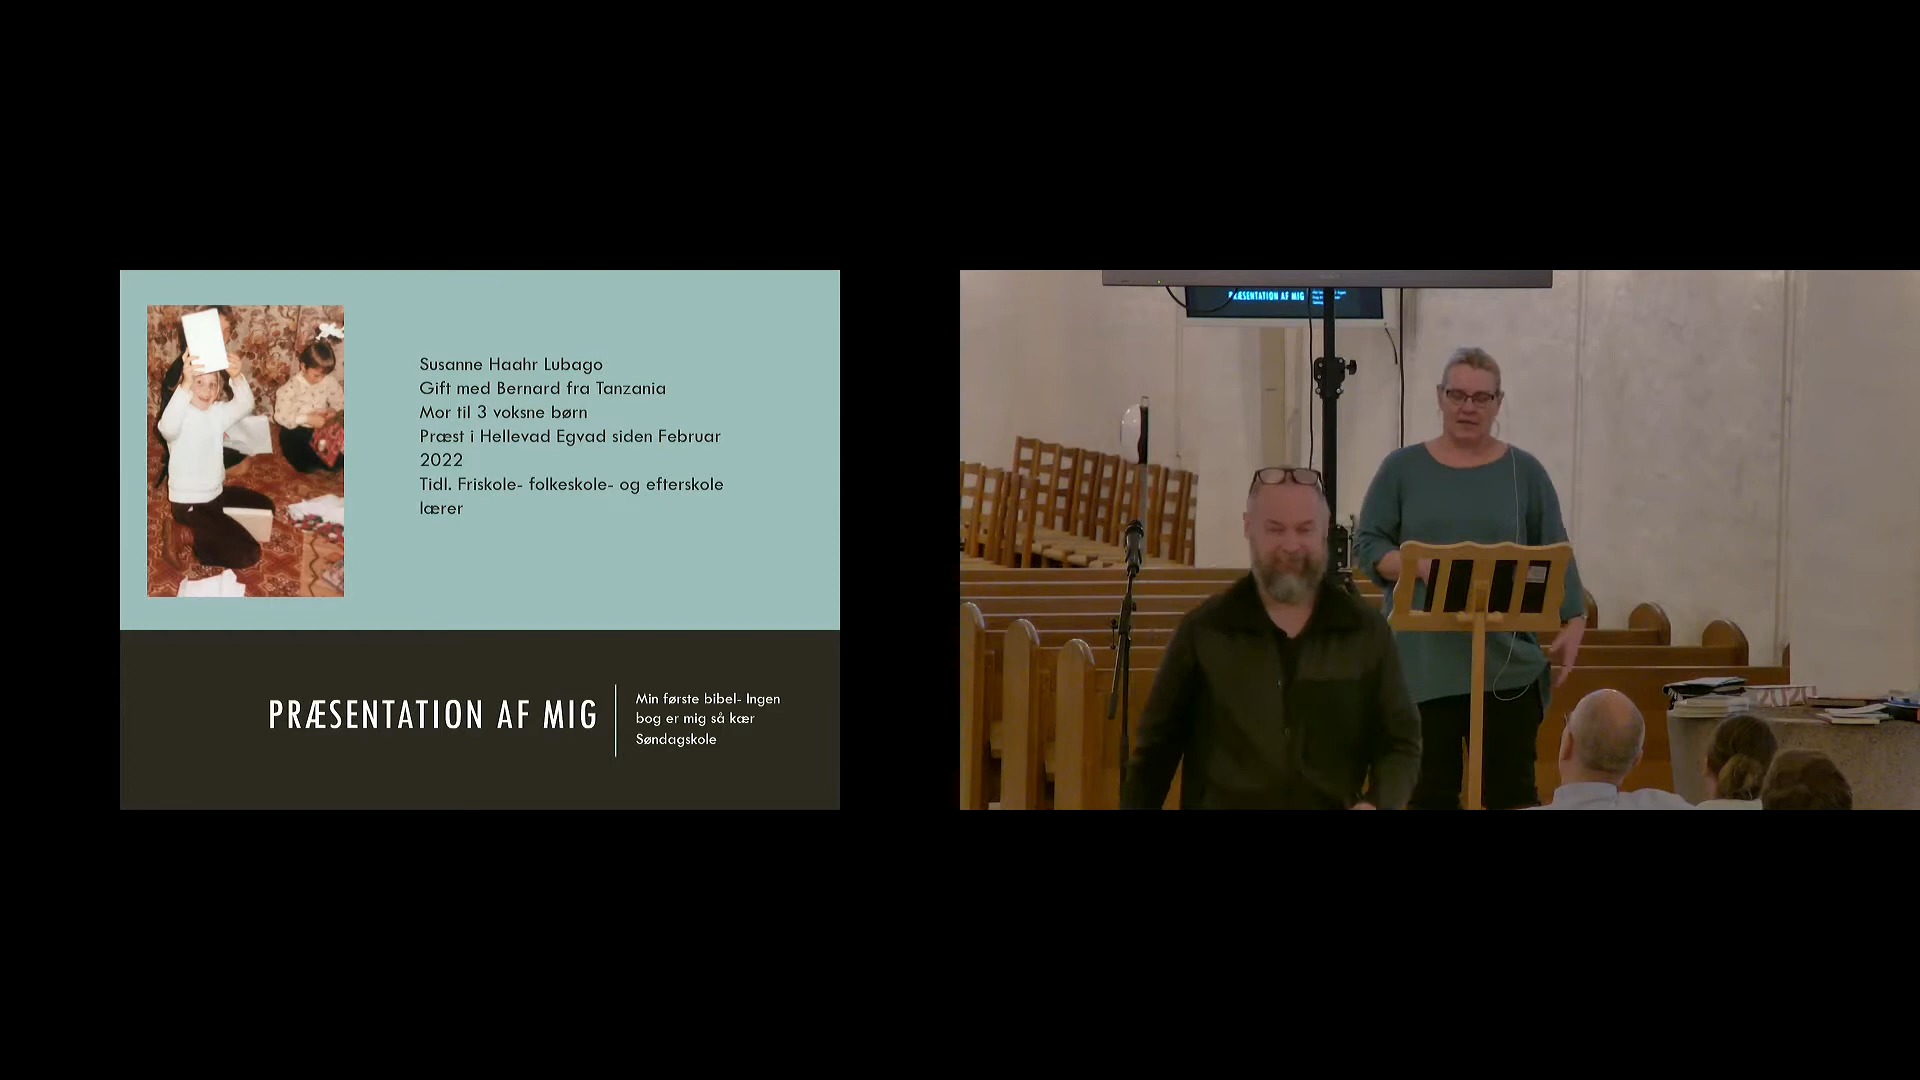 Susanne Haahr Lubago
Gift med Bernard fra Tanzania
Mor til 3 voksne børn
Præst i Hellevad Egvad siden Februar
2022
Tidl. Friskole- folkeskole- og efterskole
lærer
PRÆSENTATION AF MIG
Min første bibel- Ingen
bog er mig så kær
Søndagskole
PRÆSENTATION AF MIG